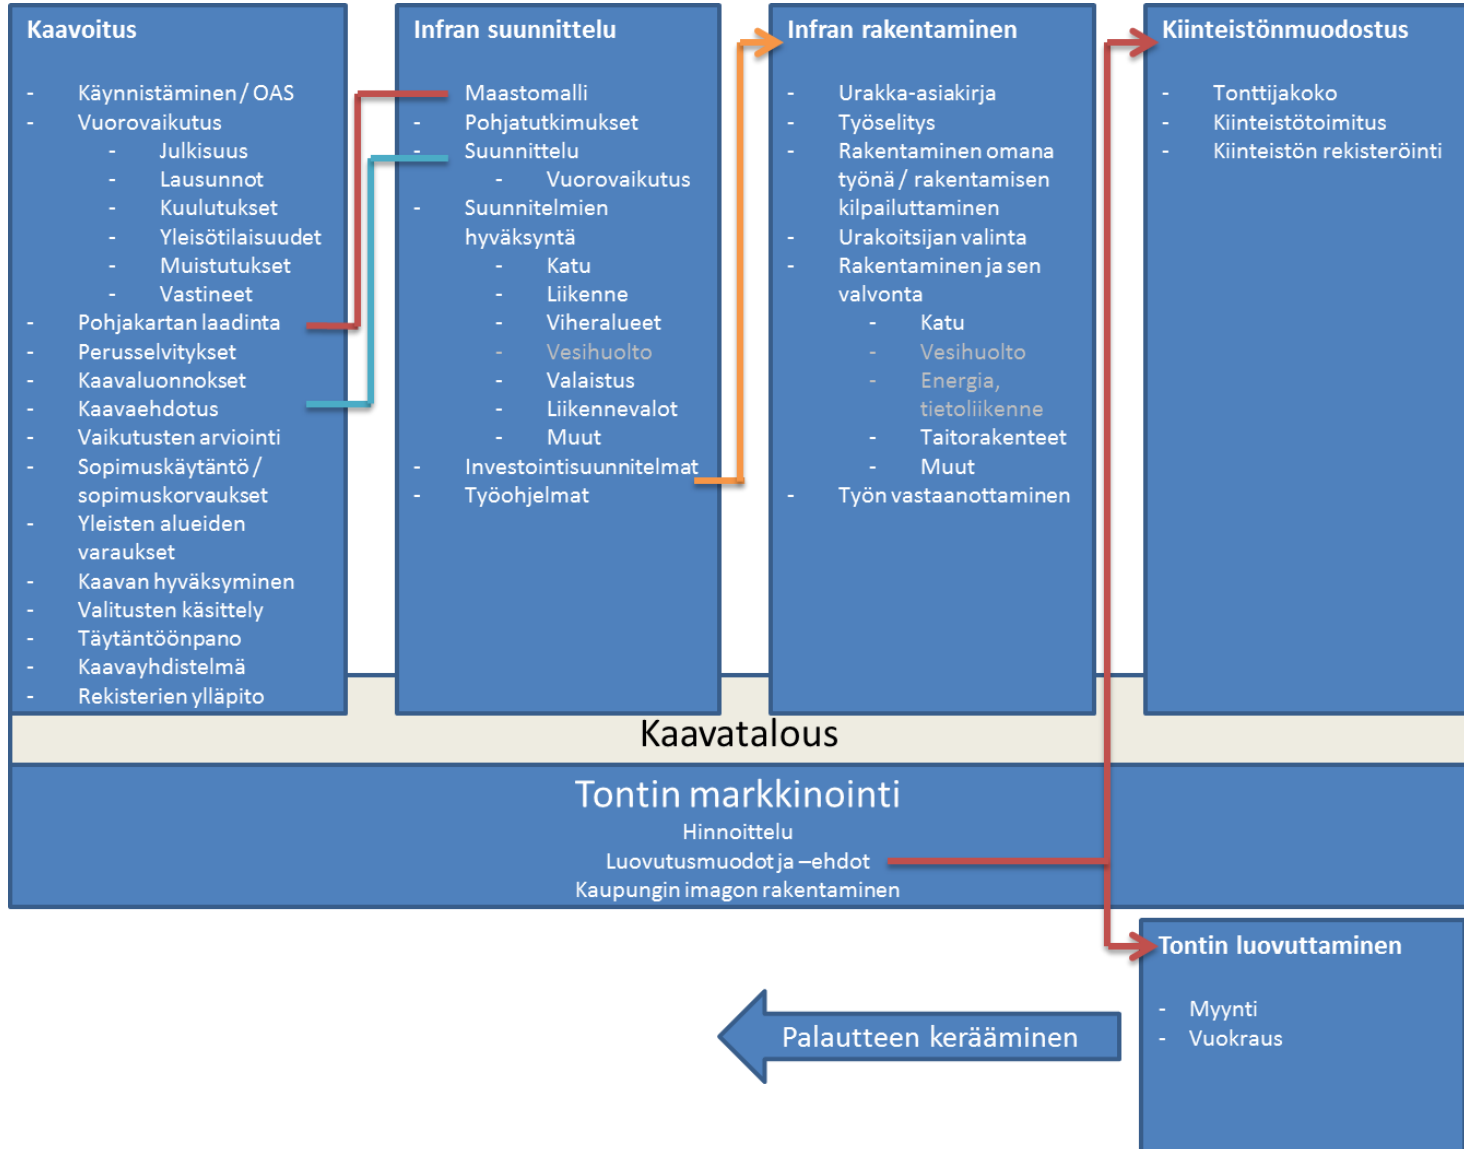 Kaavoitus
- Käynnistäminen / OAS
- Vuorovaikutus
- Julkisuus
- Lausunnot
- Kuulutukset
- Yleisötilaisuudet
- Muistutukset
- Vastineet
- Pohjakartan laadinta
- Perusselvitykset
- Kaavaluonnokset
- Kaavaehdotus
- Vaikutusten arviointi
- Sopimuskäytäntö /
sopimuskorvaukset
- Yleisten alueiden
varaukset
- Kaavan hyväksyminen
- Valitusten käsittely
- Täytäntöönpano
- Kaavayhdistelmä
- Rekisterien ylläpito
Infran suunnittelu
- Maastomalli
- Pohjatutkimukset
- Suunnittelu
- Vuorovaikutus
- Suunnitelmien
hyväksyntä
- Katu
- Liikenne
- Viheralueet
- Vesihuolto
- Valaistus
- Liikennevalot
- Muut
- Investointisuunnitelmat
- Työohjelmat
Infran rakentaminen
- Urakka-asiakirja
- Työselitys
- Rakentaminen omana
työnä / rakentamisen
kilpailuttaminen
- Urakoitsijan valinta
- Rakentaminen ja sen
valvonta
- Katu
- Vesihuolto
- Energia,
tietoliikenne
- Taitorakenteet
- Muut
- Työn vastaanottaminen
Kiinteistönmuodostus
- Tonttijakoko
- Kiinteistötoimitus
- Kiinteistön rekisteröinti
Kaavatalous
Tontin markkinointi
Hinnoittelu
Luovutusmuodot ja –ehdot
Kaupungin imagon rakentaminen
Tontin luovuttaminen
- Myynti
- Vuokraus
Palautteen kerääminen